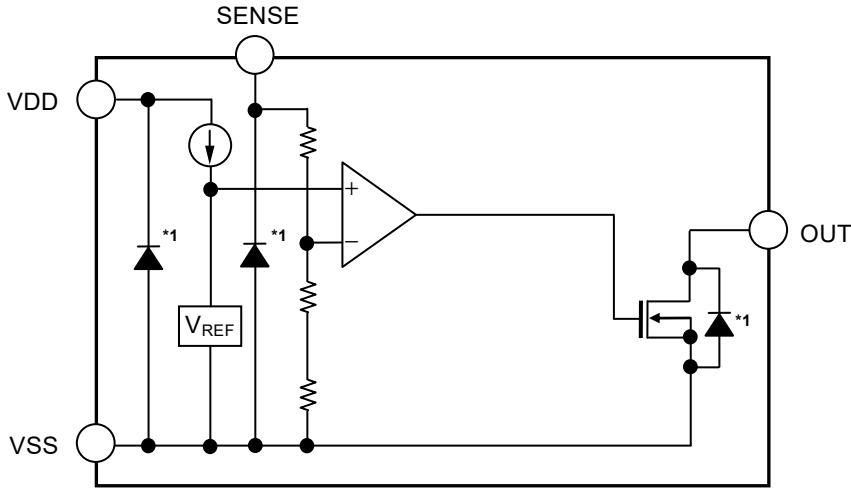 SENSE
VDD
*1
*1
+
−
OUT
VREF
*1
VSS